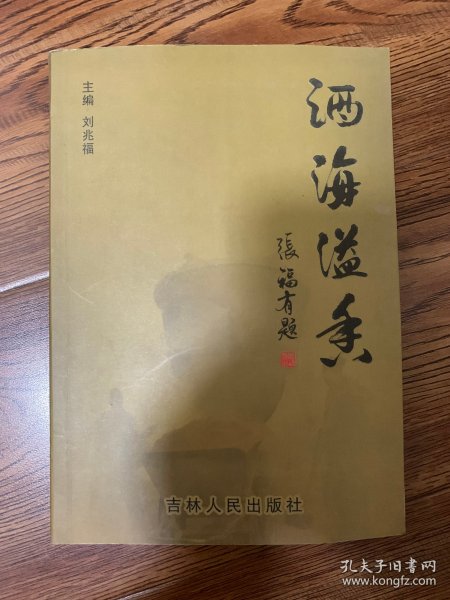 酒海溢香
張福有题
主编 刘兆福
吉林人民出版社
孔夫子旧书网
www.kongfz.com